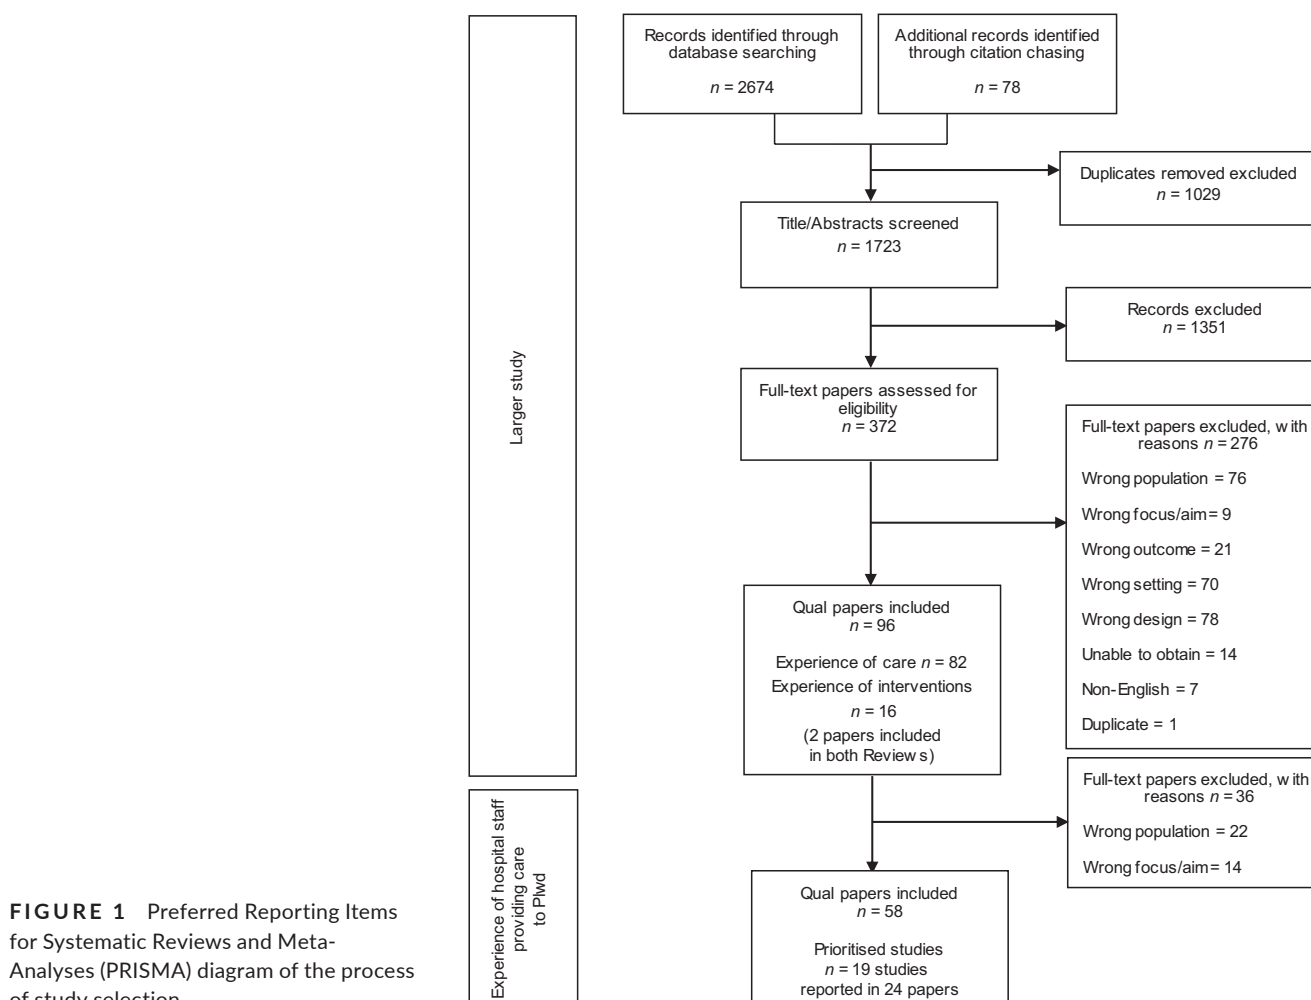 Records identified through
database searching
n = 2674
Additional records identified
through citation chasing
n = 78
Duplicates removed excluded
n = 1029
Title/Abstracts screened
n = 1723
Records excluded
n = 1351
Larger study
Full-text papers assessed for
eligibility
n = 372
Full-text papers excluded, with
reasons n = 276
Wrong population = 76
Wrong focus/aim= 9
Wrong outcome = 21
Wrong setting = 70
Wrong design = 78
Unable to obtain = 14
Non-English = 7
Duplicate = 1
Qual papers included
n = 96
Experience of care n = 82
Experience of interventions
n = 16
(2 papers included
in both Reviews)
Full-text papers excluded, with
reasons n = 36
Wrong population = 22
Wrong focus/aim= 14
Experience of hospital staff
providing care
to Plwd
Qual papers included
n = 58
Prioritised studies
n = 19 studies
reported in 24 papers
FIGURE 1 Preferred Reporting Items
for Systematic Reviews and Meta-
Analyses (PRISMA) diagram of the process
of study selection